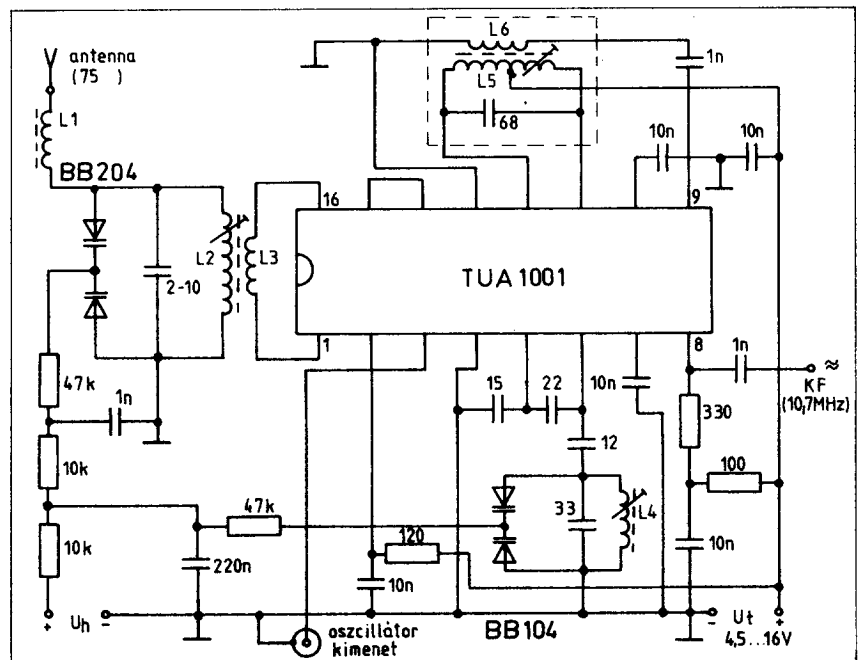 antenna
(75 )
L1
BB204
L6
L5
68
1n
10n
10n
16
9
L2
L3
2-10
TUA1001
1
8
47k
1n
10k
10k
15
22
10n
1n
≈
KF
(10,7MHz)
330
12
100
47k
33
L4
120
220n
10n
10n
+ Uh -
oszcillátor
kimenet
BB104
- Ut +
4,5...16V